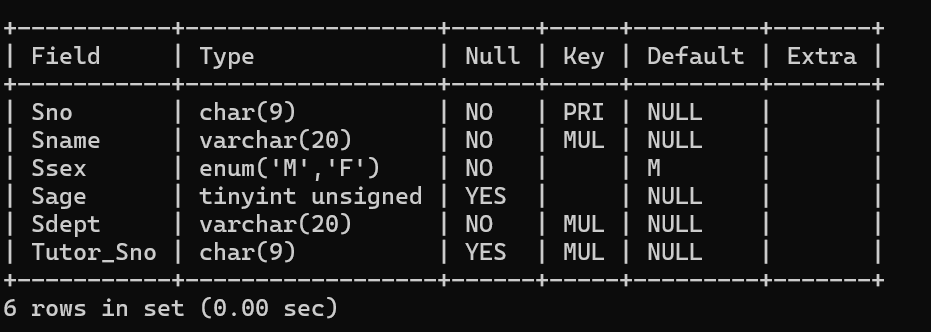 +-----------+------------------+------+-----+---------+-------+
| Field     | Type             | Null | Key | Default | Extra |
+-----------+------------------+------+-----+---------+-------+
| Sno       | char(9)          | NO   | PRI | NULL    |       |
| Sname     | varchar(20)      | NO   | MUL | NULL    |       |
| Ssex      | enum('M','F')    | NO   |     | M       |       |
| Sage      | tinyint unsigned | YES  |     | NULL    |       |
| Sdept     | varchar(20)      | NO   | MUL | NULL    |       |
| Tutor_Sno | char(9)          | YES  | MUL | NULL    |       |
+-----------+------------------+------+-----+---------+-------+
6 rows in set (0.00 sec)